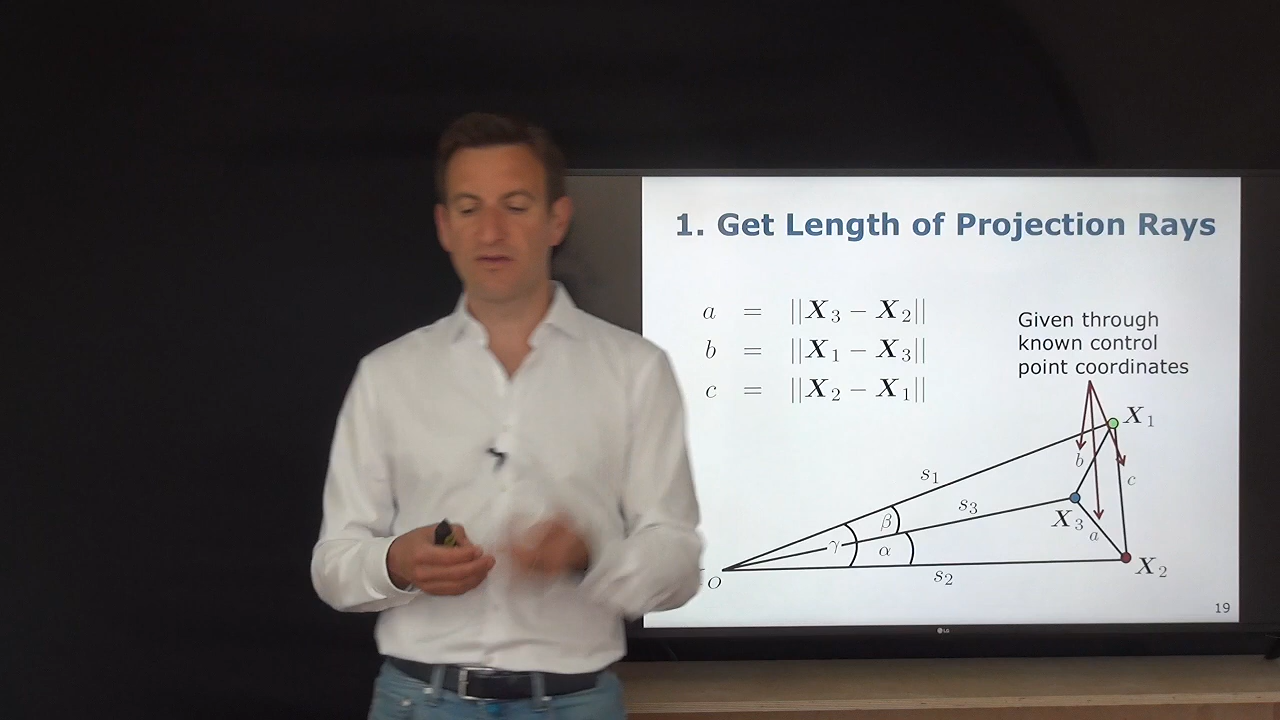 1. Get Length of Projection Rays
a = ||X₃ − X₂||
b = ||X₁ − X₃||
c = ||X₂ − X₁||
Given through
known control
point coordinates
X₁
b
c
s₁
s₃
X₃
β
a
γ
α
X₂
s₂
O
19
LG